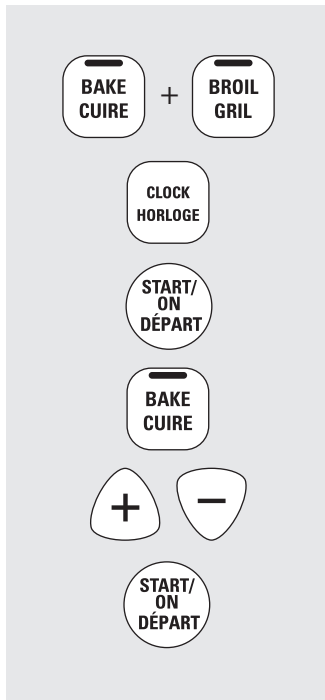 BAKE
CUIRE
+
BROIL
GRIL
CLOCK
HORLOGE
START/
ON
DÉPART
BAKE
CUIRE
+ −
START/
ON
DÉPART